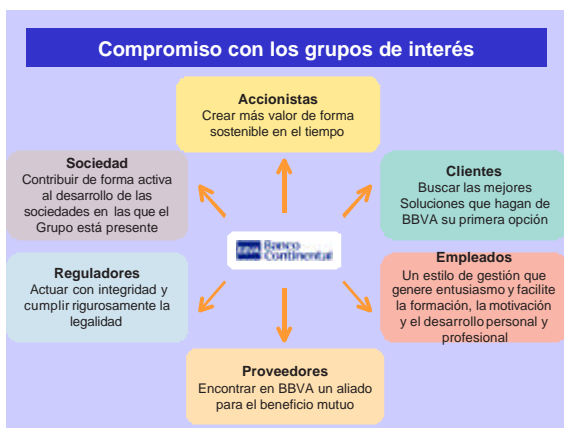 Compromiso con los grupos de interés
Accionistas
Crear más valor de forma
sostenible en el tiempo
Sociedad
Contribuir de forma activa
al desarrollo de las
sociedades en las que el
Grupo está presente
Clientes
Buscar las mejores
Soluciones que hagan de
BBVA su primera opción
BBVA Banco
Continental
Reguladores
Actuar con integridad y
cumplir rigurosamente la
legalidad
Empleados
Un estilo de gestión que
genere entusiasmo y facilite
la formación, la motivación
y el desarrollo personal y
profesional
Proveedores
Encontrar en BBVA un aliado
para el beneficio mutuo